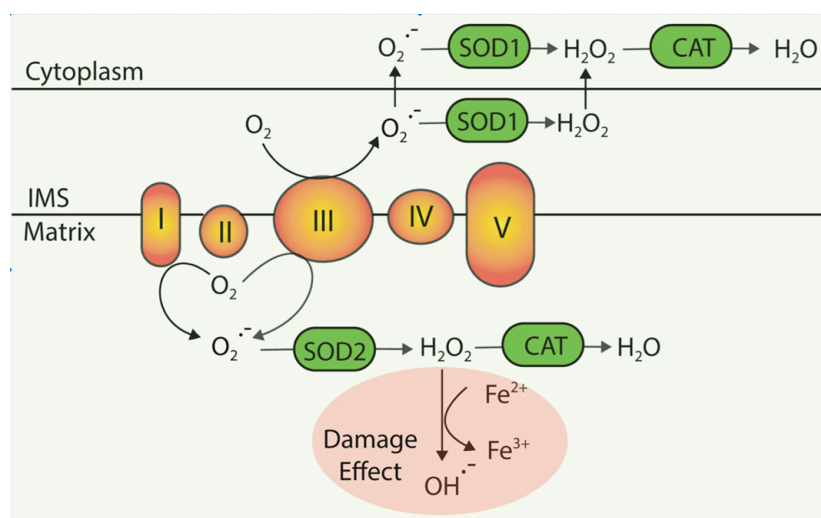 O₂·⁻ SOD1 H₂O₂ CAT H₂O
Cytoplasm
O₂ O₂·⁻ SOD1 H₂O₂
IMS
Matrix
I II III IV V
O₂
O₂·⁻ SOD2 H₂O₂ CAT H₂O
Fe²⁺
Damage
Effect
Fe³⁺
OH·⁻